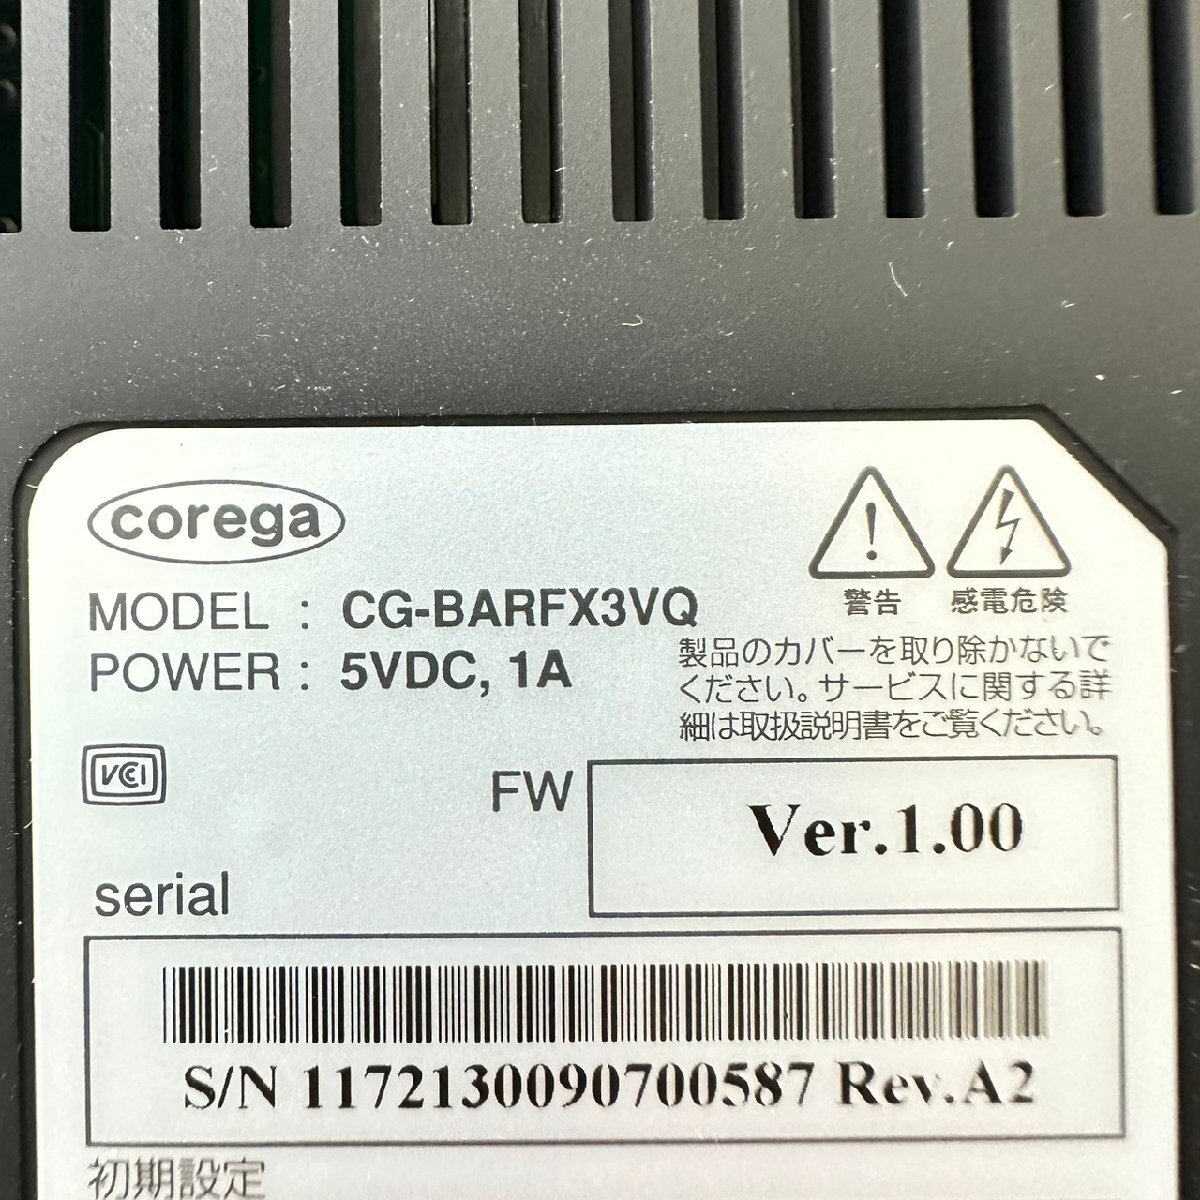 corega
警告 感電危険
MODEL : CG-BARFX3VQ
POWER : 5VDC, 1A
製品のカバーを取り除かないで
ください。サービスに関する詳
細は取扱説明書をご覧ください。
VCCI
FW Ver.1.00
serial
S/N 1172130090700587 Rev.A2
初期設定